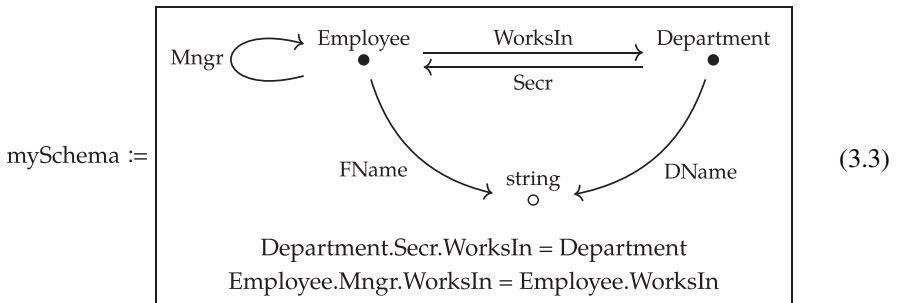 Employee
WorksIn
Department
Mngr
Secr
mySchema :=
FName
string
DName
(3.3)
Department.Secr.WorksIn = Department
Employee.Mngr.WorksIn = Employee.WorksIn